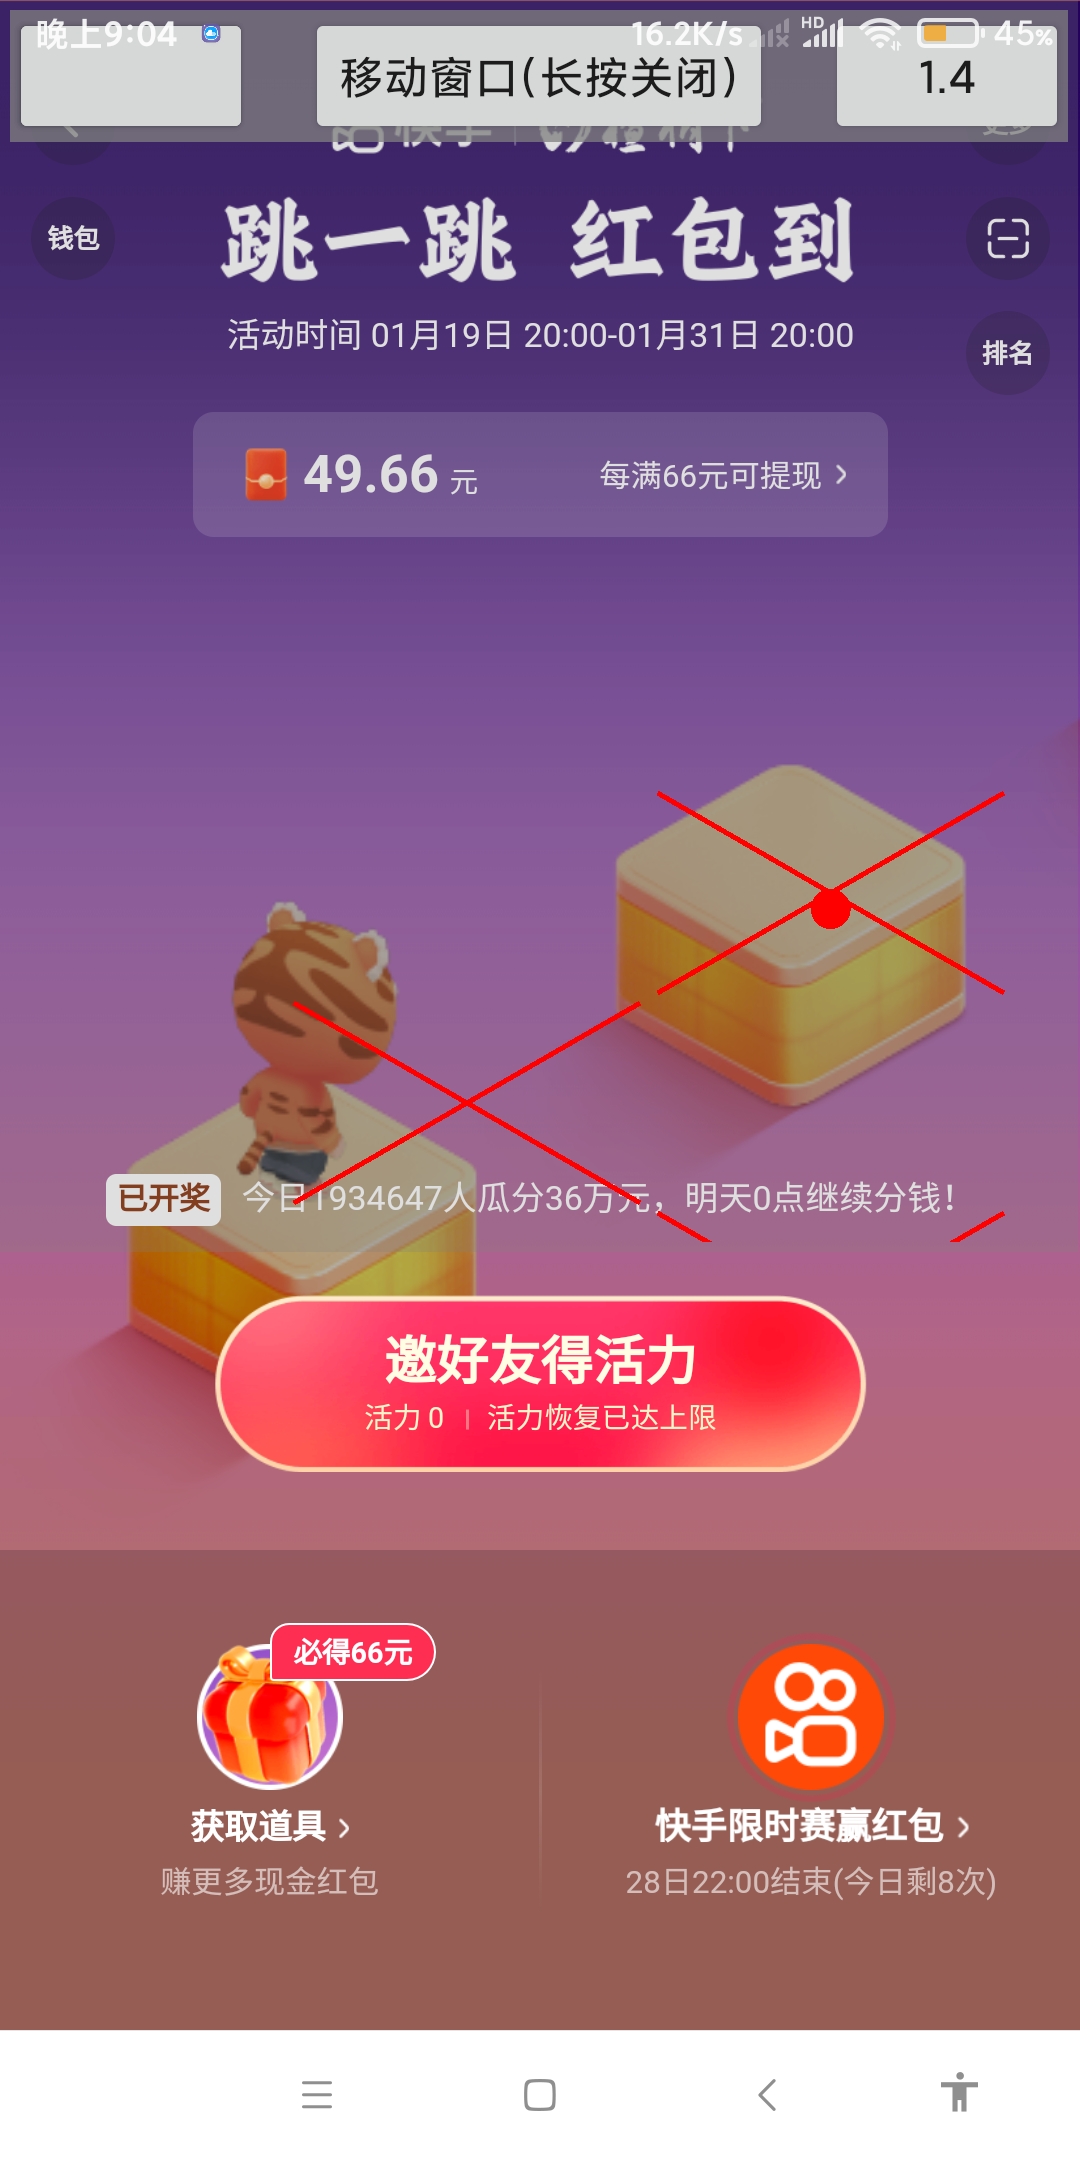 晚上9:04
16.2K/s
HD
45%
移动窗口(长按关闭)
1.4
快手
更多
钱包
跳一跳 红包到
活动时间 01月19日 20:00-01月31日 20:00
排名
49.66 元
每满66元可提现
已开奖 今日1934647人瓜分36万元，明天0点继续分钱！
邀好友得活力
活力 0 | 活力恢复已达上限
必得66元
获取道具
赚更多现金红包
快手限时赛赢红包
28日22:00结束(今日剩8次)